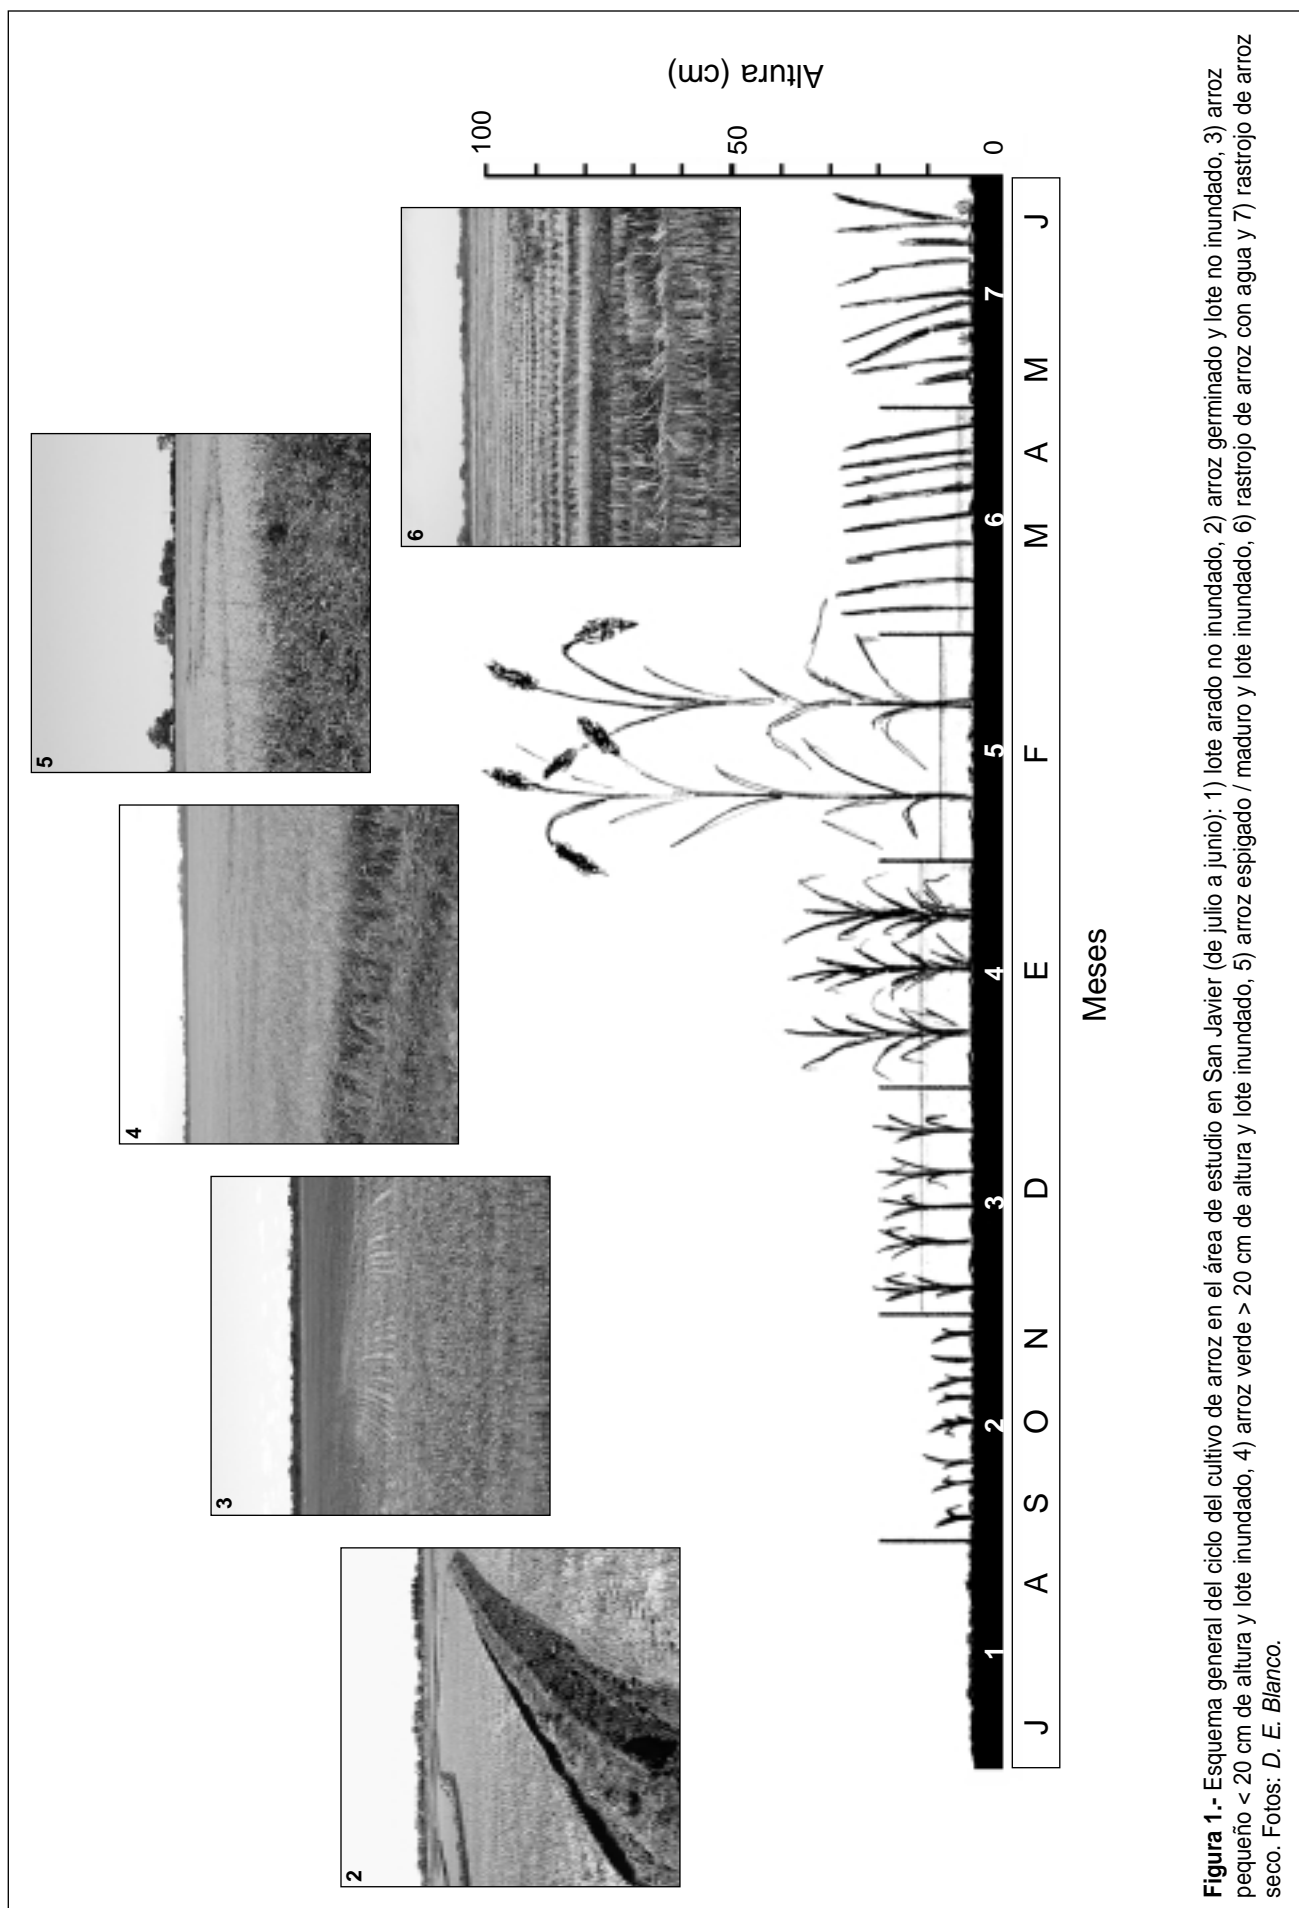 5
4
6
3
2
Altura (cm)
100
50
0
1 2 3 4 5 6 7
J A S O N D E F M A M J
Meses
Figura 1.- Esquema general del ciclo del cultivo de arroz en el área de estudio en San Javier (de julio a junio): 1) lote arado no inundado, 2) arroz germinado y lote no inundado, 3) arroz
pequeño < 20 cm de altura y lote inundado, 4) arroz verde > 20 cm de altura y lote inundado, 5) arroz espigado / maduro y lote inundado, 6) rastrojo de arroz con agua y 7) rastrojo de arroz
seco. Fotos: D. E. Blanco.